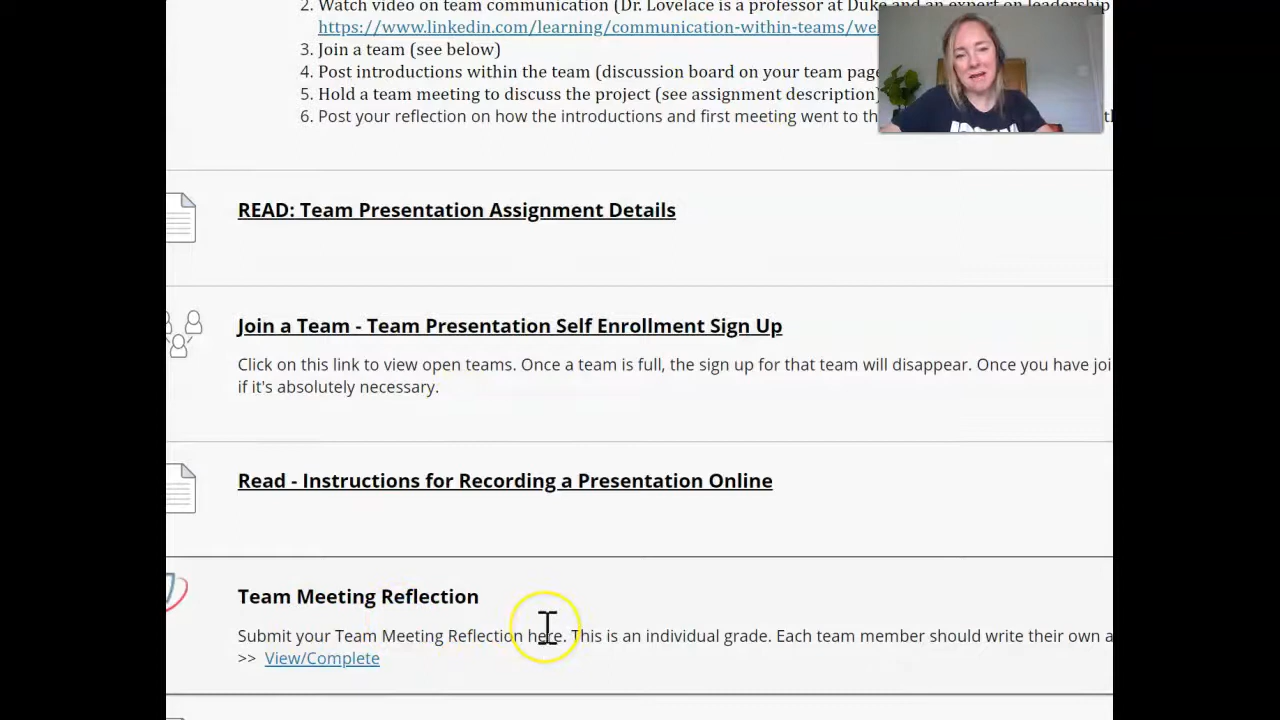 2. Watch video on team communication (Dr. Lovelace is a professor at Duke and an expert on leadership
https://www.linkedin.com/learning/communication-within-teams/wel
3. Join a team (see below)
4. Post introductions within the team (discussion board on your team page
5. Hold a team meeting to discuss the project (see assignment description)
6. Post your reflection on how the introductions and first meeting went to th
READ: Team Presentation Assignment Details
Join a Team - Team Presentation Self Enrollment Sign Up
Click on this link to view open teams. Once a team is full, the sign up for that team will disappear. Once you have joi
if it's absolutely necessary.
Read - Instructions for Recording a Presentation Online
Team Meeting Reflection
Submit your Team Meeting Reflection here. This is an individual grade. Each team member should write their own a
>> View/Complete